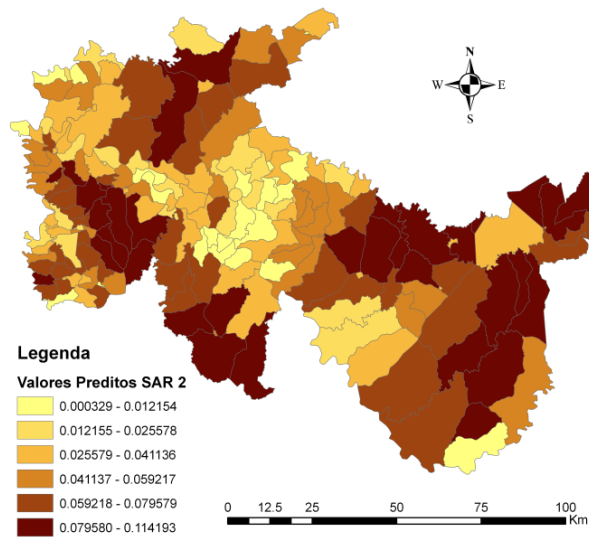 N
W E
S
Legenda
Valores Preditos SAR 2
0.000329 - 0.012154
0.012155 - 0.025578
0.025579 - 0.041136
0.041137 - 0.059217
0.059218 - 0.079579
0.079580 - 0.114193
0 12.5 25 50 75 100
Km